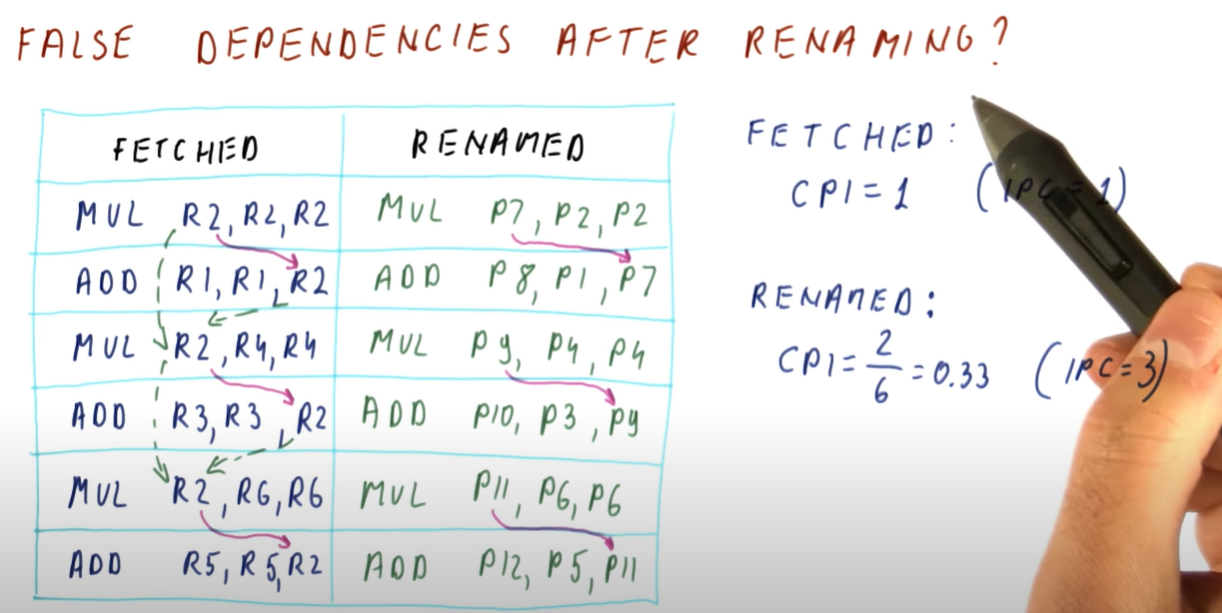 FALSE DEPENDENCIES AFTER RENAMING?
FETCHED RENAMED
MUL R2, R2, R2 MUL P7, P2, P2
ADD R1, R1, R2 ADD P8, P1, P7
MUL R2, R4, R4 MUL P9, P4, P4
ADD R3, R3, R2 ADD P10, P3, P9
MUL R2, R6, R6 MUL P11, P6, P6
ADD R5, R5, R2 ADD P12, P5, P11
FETCHED:
CPI = 1 (IPC = 1)
RENAMED:
CPI = 2/6 = 0.33 (IPC = 3)